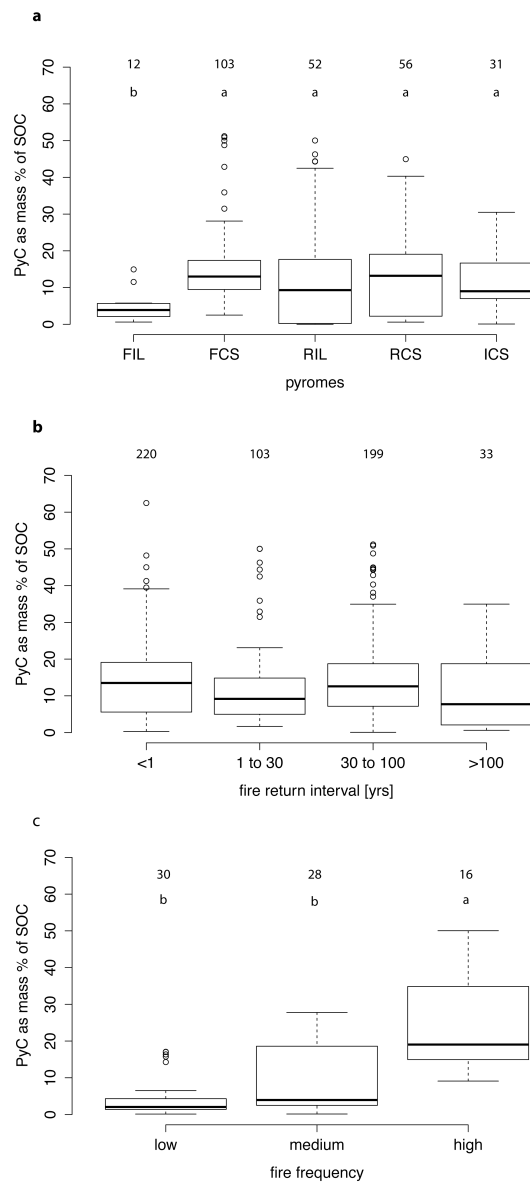 a
12 103 52 56 31
b a a a a
70
60
50
40
30
20
10
0
PyC as mass % of SOC
FIL FCS RIL RCS ICS
pyromes
b
220 103 199 33
70
60
50
40
30
20
10
0
PyC as mass % of SOC
<1 1 to 30 30 to 100 >100
fire return interval [yrs]
c
70
60
50
40
30
20
10
0
30 28 16
b b a
PyC as mass % of SOC
low medium high
fire frequency